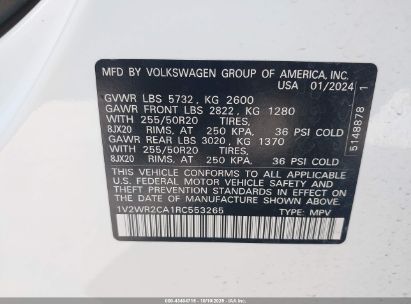 MFD BY VOLKSWAGEN GROUP OF AMERICA, INC.
USA 01/2024
GVWR LBS 5732, KG 2600
GAWR FRONT LBS 2822, KG 1280
WITH 255/50R20 TIRES,
8JX20 RIMS, AT 250 KPA, 36 PSI COLD
GAWR REAR LBS 3020, KG 1370
WITH 255/50R20 TIRES,
8JX20 RIMS, AT 250 KPA, 36 PSI COLD
THIS VEHICLE CONFORMS TO ALL APPLICABLE
FEDERAL MOTOR VEHICLE SAFETY AND
THEFT PREVENTION STANDARDS IN EFFECT ON THE
DATE OF MANUFACTURE SHOWN ABOVE.
1V2WR2CA1RC553265 TYPE: MPV
5148878 1